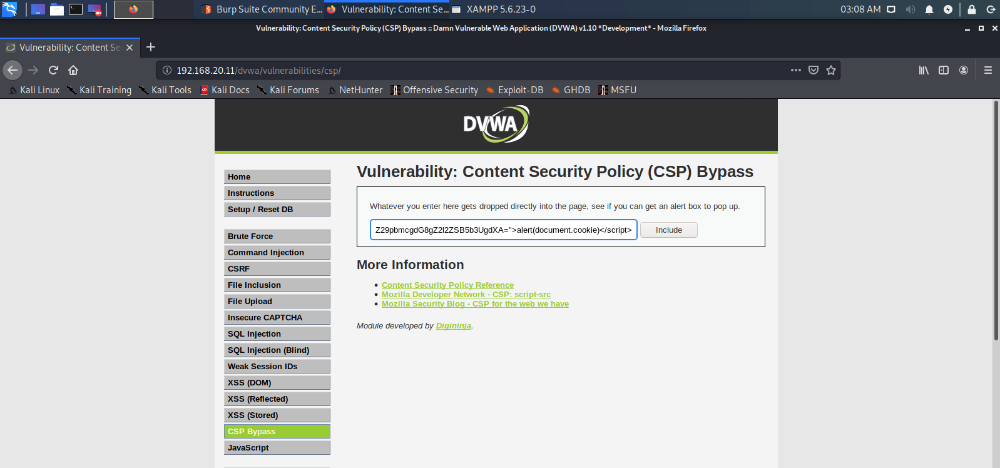 Burp Suite Community E... Vulnerability: Content Se... XAMPP 5.6.23-0 03:08 AM
Vulnerability: Content Security Policy (CSP) Bypass :: Damn Vulnerable Web Application (DVWA) v1.10 *Development* - Mozilla Firefox
Vulnerability: Content Se
192.168.20.11/dvwa/vulnerabilities/csp/
Kali Linux Kali Training Kali Tools Kali Docs Kali Forums NetHunter Offensive Security Exploit-DB GHDB MSFU
DVWA
Home
Instructions
Setup / Reset DB
Brute Force
Command Injection
CSRF
File Inclusion
File Upload
Insecure CAPTCHA
SQL Injection
SQL Injection (Blind)
Weak Session IDs
XSS (DOM)
XSS (Reflected)
XSS (Stored)
CSP Bypass
JavaScript
Vulnerability: Content Security Policy (CSP) Bypass
Whatever you enter here gets dropped directly into the page, see if you can get an alert box to pop up.
Z29pbmcgdG8gZ2l2ZSB5b3UgdXA=">alert(document.cookie)</script> Include
More Information
Content Security Policy Reference
Mozilla Developer Network - CSP: script-src
Mozilla Security Blog - CSP for the web we have
Module developed by Digininja.